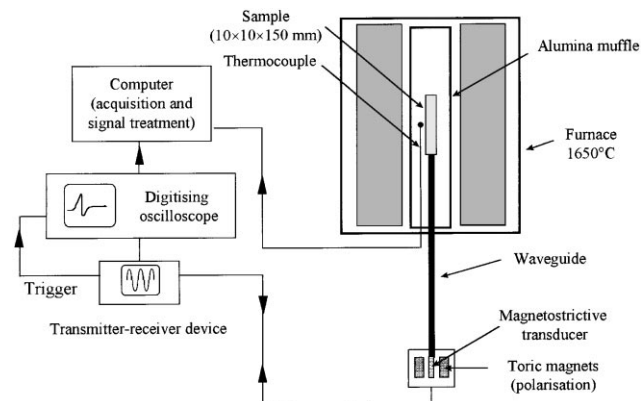 Sample
(10×10×150 mm)
Thermocouple
Alumina muffle
Computer
(acquisition and
signal treatment)
Furnace
1650°C
Digitising
oscilloscope
Waveguide
Trigger
Transmitter-receiver device
Magnetostrictive
transducer
Toric magnets
(polarisation)